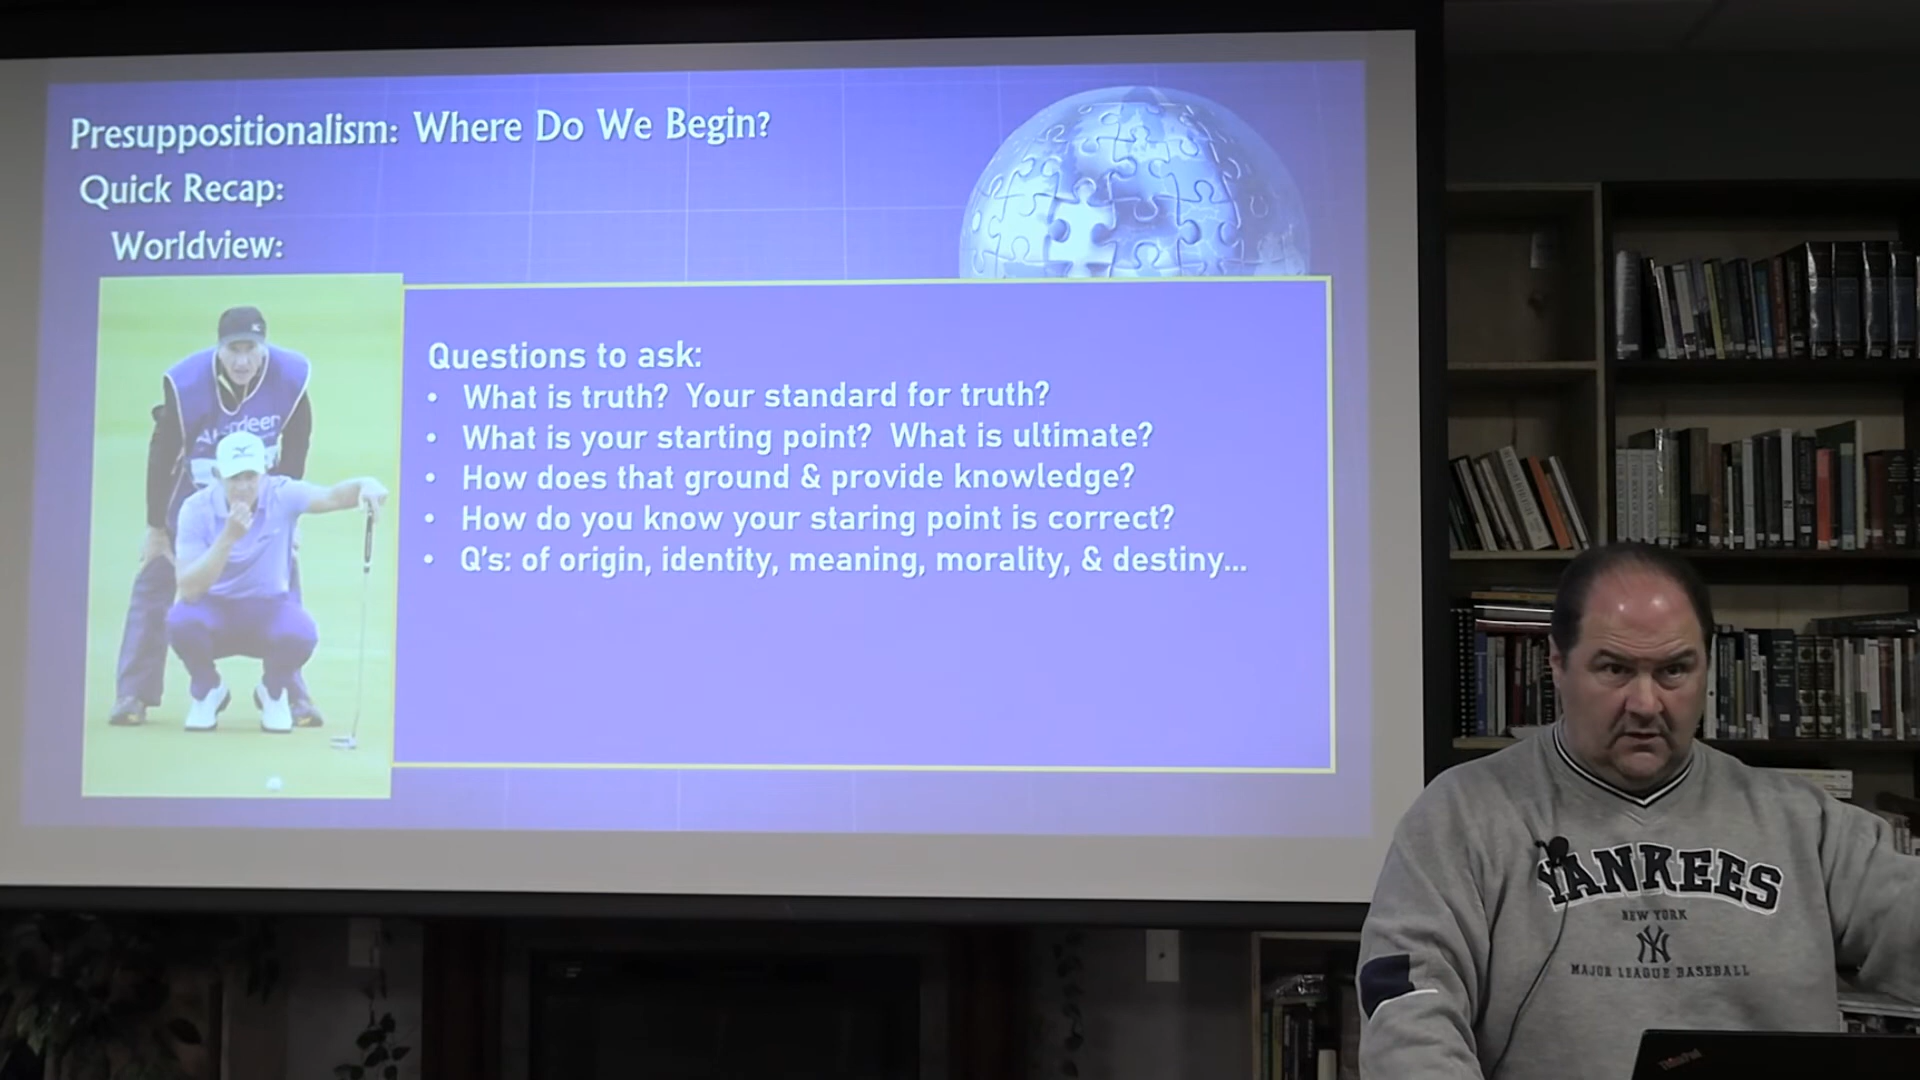 Presuppositionalism: Where Do We Begin?
Quick Recap:
Worldview:
Questions to ask:
• What is truth? Your standard for truth?
• What is your starting point? What is ultimate?
• How does that ground & provide knowledge?
• How do you know your staring point is correct?
• Q's: of origin, identity, meaning, morality, & destiny...
YANKEES
NEW YORK
NY
MAJOR LEAGUE BASEBALL
ThinkPad